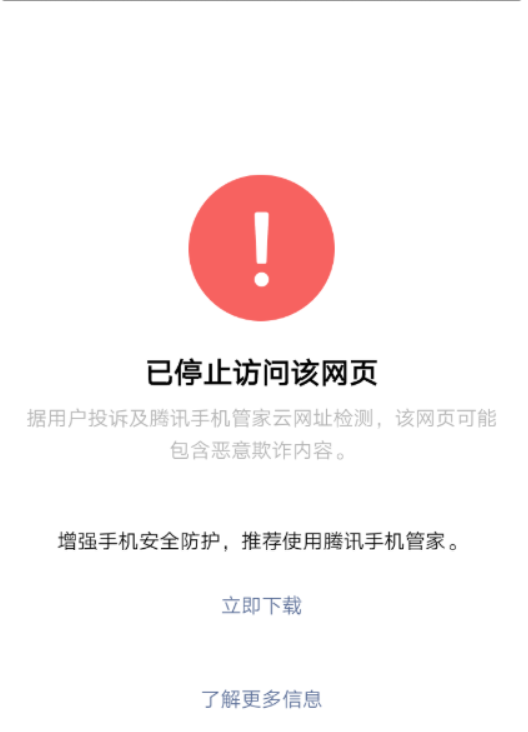 已停止访问该网页
据用户投诉及腾讯手机管家云网址检测，该网页可能
包含恶意欺诈内容。
增强手机安全防护，推荐使用腾讯手机管家。
立即下载
了解更多信息